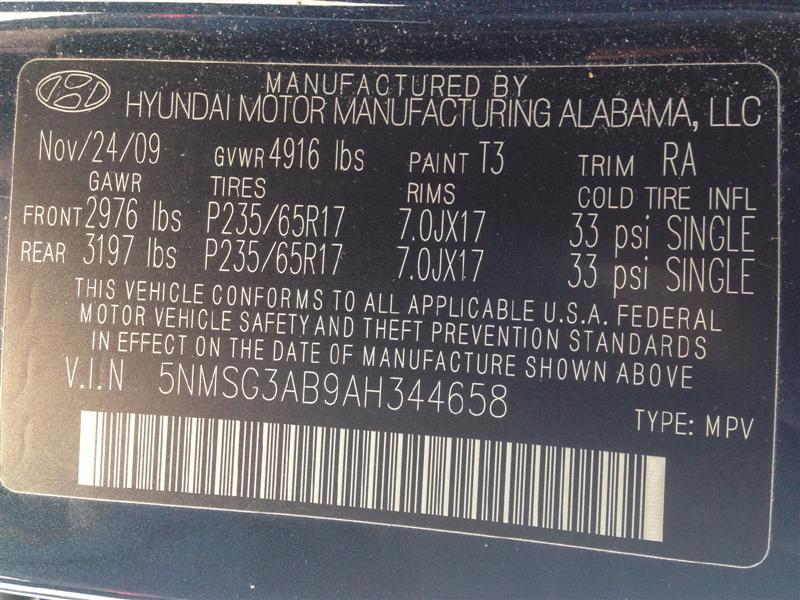 MANUFACTURED BY
HYUNDAI MOTOR MANUFACTURING ALABAMA, LLC
Nov/24/09 GVWR 4916 lbs PAINT T3 TRIM RA
GAWR TIRES RIMS COLD TIRE INFL
FRONT 2976 lbs P235/65R17 7.0JX17 33 psi SINGLE
REAR 3197 lbs P235/65R17 7.0JX17 33 psi SINGLE
THIS VEHICLE CONFORMS TO ALL APPLICABLE U.S.A. FEDERAL
MOTOR VEHICLE SAFETY AND THEFT PREVENTION STANDARDS
IN EFFECT ON THE DATE OF MANUFACTURE SHOWN ABOVE
V.I.N 5NMSG3AB9AH344658
TYPE: MPV